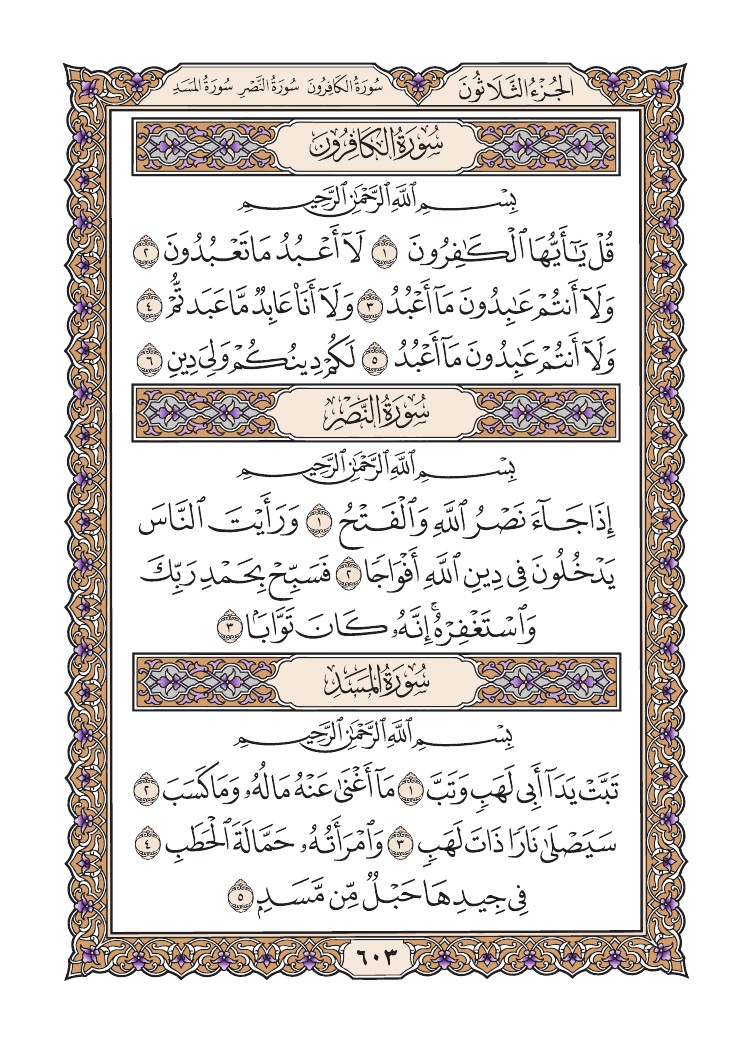 الجُزْءُ الثَّلَاثُونَ سُورَةُ الكَافِرُونَ سُورَةُ النَّصْرِ سُورَةُ المَسَدِ
سُورَةُ الكَافِرُونَ
بِسْمِ ٱللَّهِ ٱلرَّحْمَٰنِ ٱلرَّحِيمِ
قُلْ يَٰٓأَيُّهَا ٱلْكَٰفِرُونَ ١ لَآ أَعْبُدُ مَا تَعْبُدُونَ ٢
وَلَآ أَنتُمْ عَٰبِدُونَ مَآ أَعْبُدُ ٣ وَلَآ أَنَا۠ عَابِدٌ مَّا عَبَدتُّمْ ٤
وَلَآ أَنتُمْ عَٰبِدُونَ مَآ أَعْبُدُ ٥ لَكُمْ دِينُكُمْ وَلِىَ دِينِ ٦
سُورَةُ النَّصْرِ
بِسْمِ ٱللَّهِ ٱلرَّحْمَٰنِ ٱلرَّحِيمِ
إِذَا جَآءَ نَصْرُ ٱللَّهِ وَٱلْفَتْحُ ١ وَرَأَيْتَ ٱلنَّاسَ
يَدْخُلُونَ فِى دِينِ ٱللَّهِ أَفْوَاجًا ٢ فَسَبِّحْ بِحَمْدِ رَبِّكَ
وَٱسْتَغْفِرْهُ ۚ إِنَّهُۥ كَانَ تَوَّابًۢا ٣
سُورَةُ المَسَدِ
بِسْمِ ٱللَّهِ ٱلرَّحْمَٰنِ ٱلرَّحِيمِ
تَبَّتْ يَدَآ أَبِى لَهَبٍ وَتَبَّ ١ مَآ أَغْنَىٰ عَنْهُ مَالُهُۥ وَمَا كَسَبَ ٢
سَيَصْلَىٰ نَارًا ذَاتَ لَهَبٍ ٣ وَٱمْرَأَتُهُۥ حَمَّالَةَ ٱلْحَطَبِ ٤
فِى جِيدِهَا حَبْلٌ مِّن مَّسَدٍۭ ٥
٦٠٣